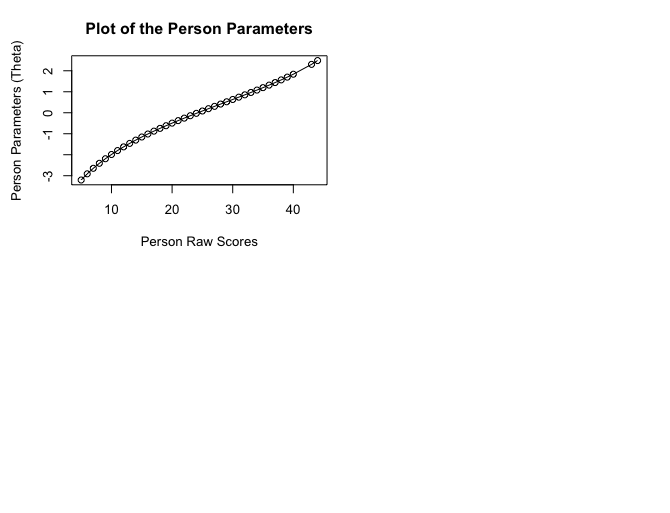 Plot of the Person Parameters
Person Parameters (Theta)
2
1
0
-1
-3
10 20 30 40
Person Raw Scores